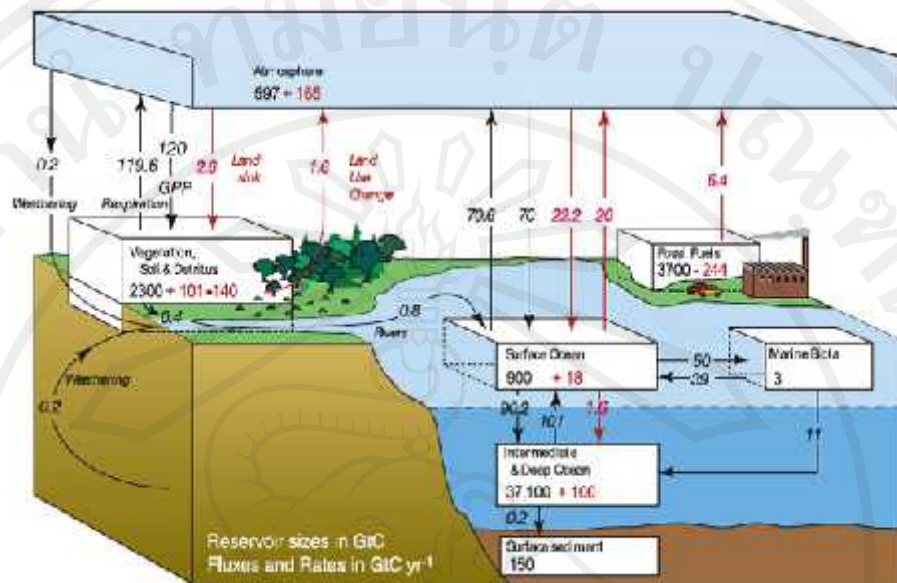 Atmosphere
597 + 165
0.2
Weathering
119.6
Respiration
120
GPP
2.6
Land
sink
1.6
Land
Use
Change
70.6
70
22.2
20
6.4
Vegetation,
Soil & Detritus
2300 + 101 -140
Fossil Fuels
3700 - 244
0.4
0.8
Rivers
Weathering
0.2
Surface Ocean
900 + 18
50
39
Marine Biota
3
90.2
101
1.6
11
Intermediate
& Deep Ocean
37,100 + 100
0.2
Surface sediment
150
Reservoir sizes in GtC
Fluxes and Rates in GtC yr⁻¹